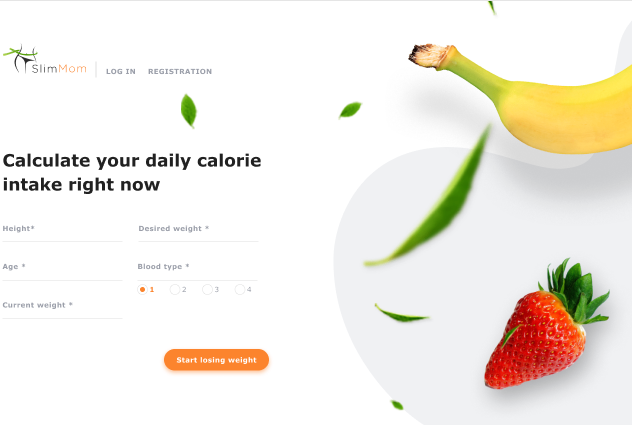 SlimMom
LOG IN
REGISTRATION
Calculate your daily calorie
intake right now
Height*
Desired weight *
Age *
Blood type *
1
2
3
4
Current weight *
Start losing weight